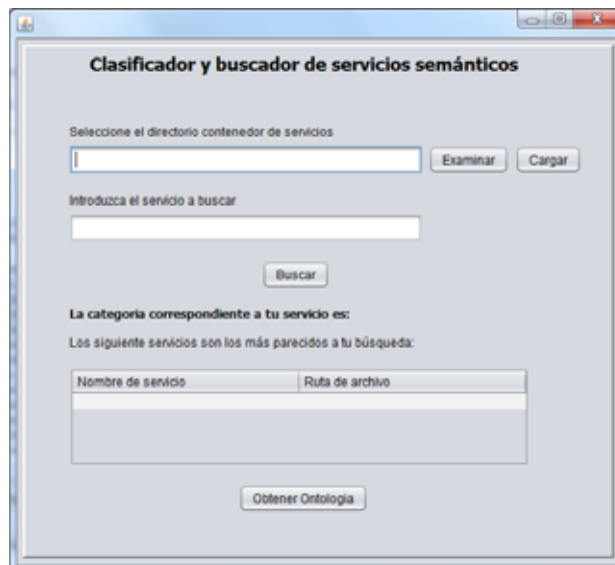 Clasificador y buscador de servicios semánticos
Seleccione el directorio contenedor de servicios
Examinar Cargar
Introduzca el servicio a buscar
Buscar
La categoria correspondiente a tu servicio es:
Los siguiente servicios son los más parecidos a tu búsqueda:
Nombre de servicio Ruta de archivo
Obtener Ontologia